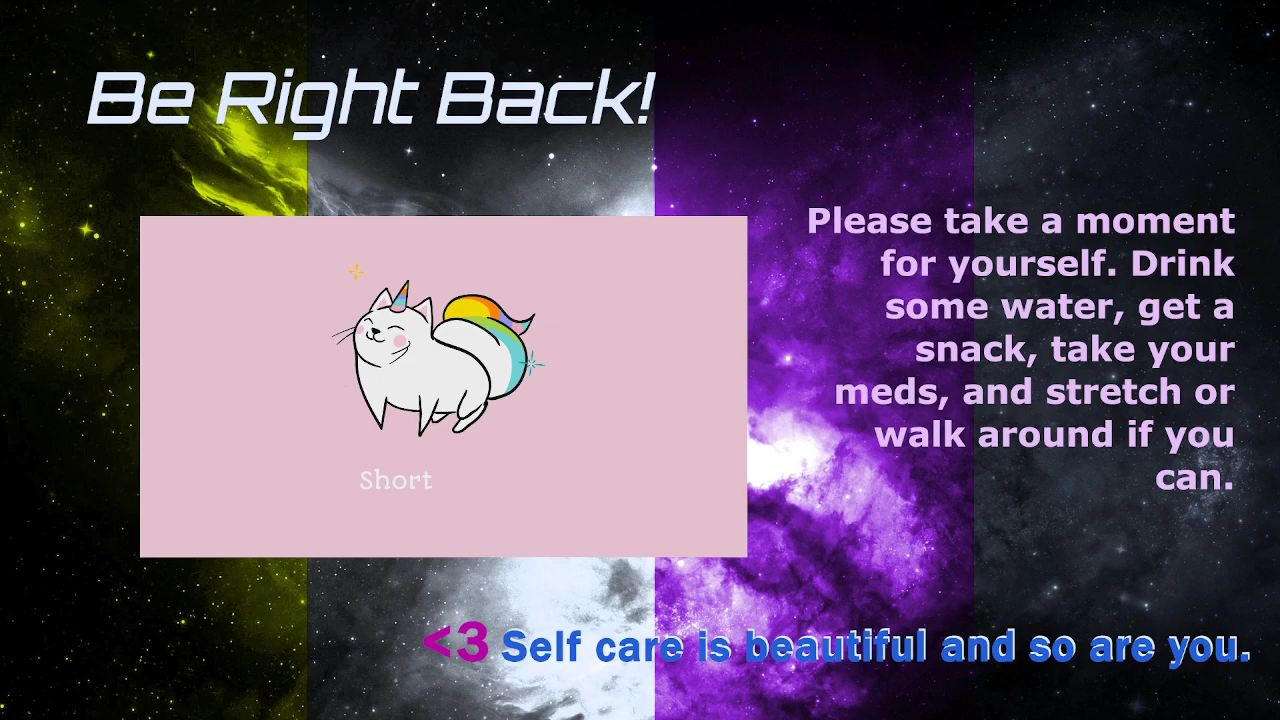 Be Right Back!
Please take a moment
for yourself. Drink
some water, get a
snack, take your
meds, and stretch or
walk around if you
can.
Short
<3 Self care is beautiful and so are you.